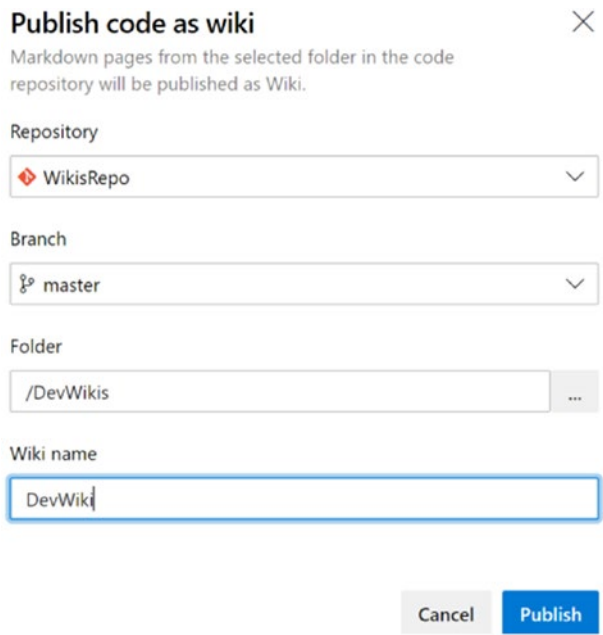 Publish code as wiki
Markdown pages from the selected folder in the code
repository will be published as Wiki.
Repository
WikisRepo
Branch
master
Folder
/DevWikis
...
Wiki name
DevWiki
Cancel
Publish